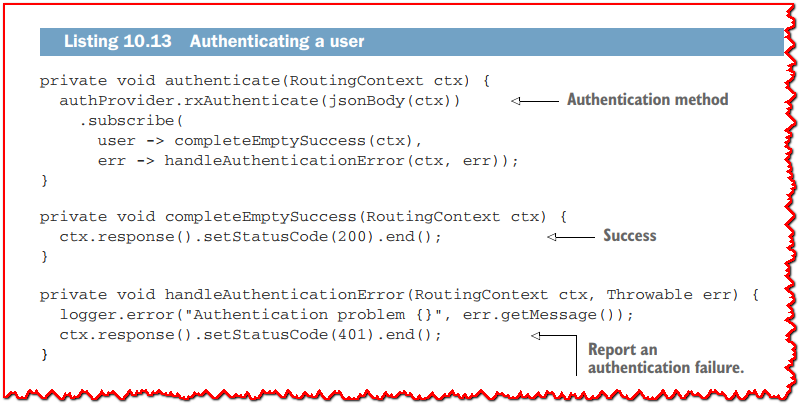 Listing 10.13 Authenticating a user
private void authenticate(RoutingContext ctx) {
  authProvider.rxAuthenticate(jsonBody(ctx))
Authentication method
    .subscribe(
      user -> completeEmptySuccess(ctx),
      err -> handleAuthenticationError(ctx, err));
}
private void completeEmptySuccess(RoutingContext ctx) {
  ctx.response().setStatusCode(200).end();
Success
}
private void handleAuthenticationError(RoutingContext ctx, Throwable err) {
  logger.error("Authentication problem {}", err.getMessage());
  ctx.response().setStatusCode(401).end();
}
Report an
authentication failure.